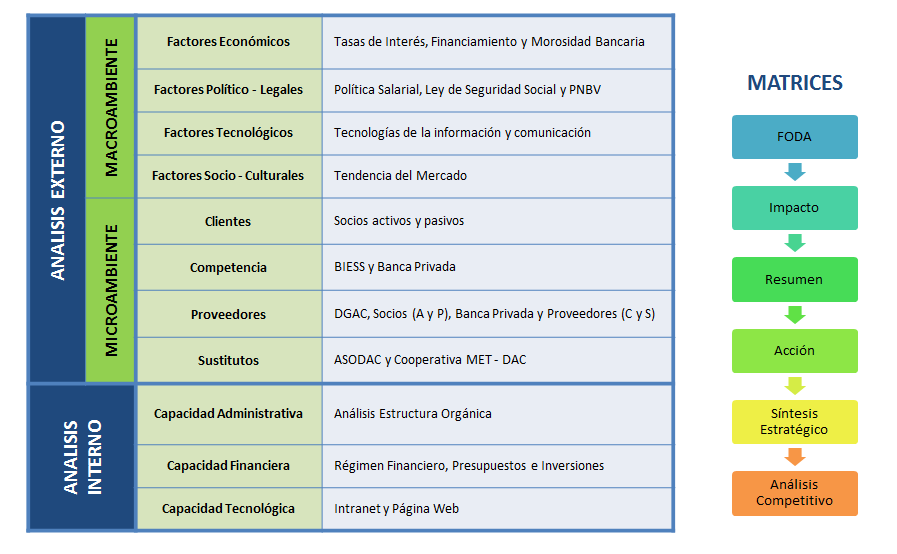 ANALISIS EXTERNO
MACROAMBIENTE
Factores Económicos
Tasas de Interés, Financiamiento y Morosidad Bancaria
Factores Político - Legales
Política Salarial, Ley de Seguridad Social y PNBV
Factores Tecnológicos
Tecnologías de la información y comunicación
Factores Socio - Culturales
Tendencia del Mercado
MICROAMBIENTE
Clientes
Socios activos y pasivos
Competencia
BIESS y Banca Privada
Proveedores
DGAC, Socios (A y P), Banca Privada y Proveedores (C y S)
Sustitutos
ASODAC y Cooperativa MET - DAC
ANALISIS
INTERNO
Capacidad Administrativa
Análisis Estructura Orgánica
Capacidad Financiera
Régimen Financiero, Presupuestos e Inversiones
Capacidad Tecnológica
Intranet y Página Web
MATRICES
FODA
Impacto
Resumen
Acción
Síntesis
Estratégico
Análisis
Competitivo